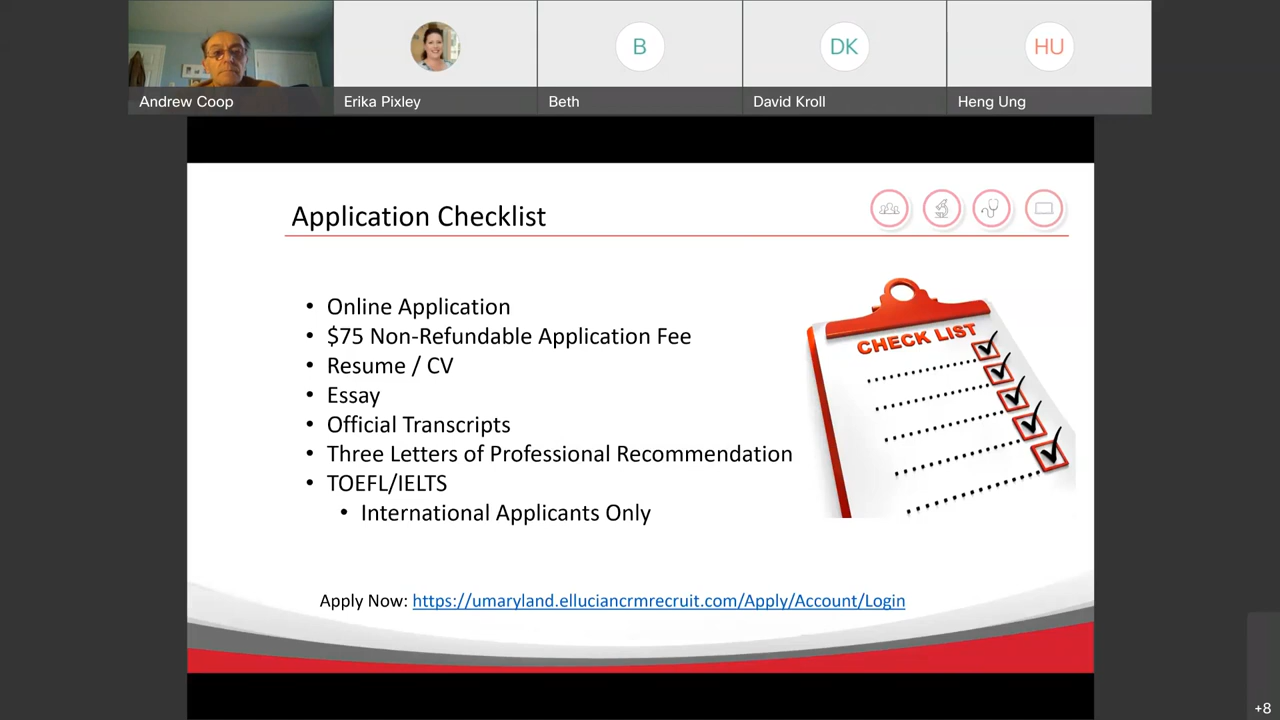 B
DK
HU
Andrew Coop
Erika Pixley
Beth
David Kroll
Heng Ung
Application Checklist
• Online Application
• $75 Non-Refundable Application Fee
• Resume / CV
• Essay
• Official Transcripts
• Three Letters of Professional Recommendation
• TOEFL/IELTS
• International Applicants Only
CHECK LIST
Apply Now: https://umaryland.elluciancrmrecruit.com/Apply/Account/Login
+8